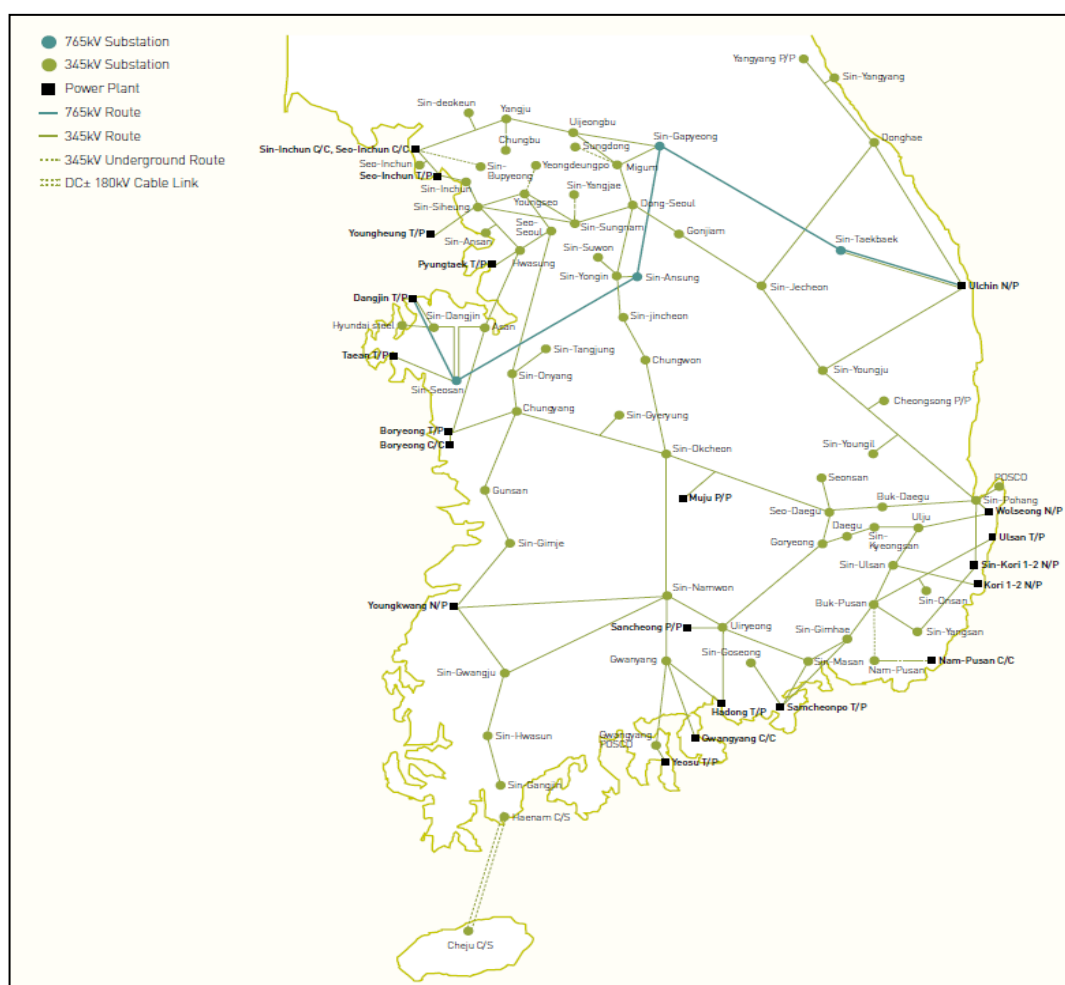 765kV Substation
345kV Substation
Power Plant
765kV Route
345kV Route
345kV Underground Route
DC± 180kV Cable Link
Yangyang P/P
Sin-Yangyang
Sin-deokeun
Yangju
Uijeongbu
Sungdong
Sin-Gapyeong
Donghae
Chungbu
Sin-Inchun C/C, Seo-Inchun C/C
Seo-Inchun
Sin-
Bupyeong
Yeongdeungpo
Migum
Seo-Inchun T/P
Sin-Inchun
Sin-Yangjae
Youngseo
Sin-Siheung
Dong-Seoul
Seo-
Seoul
Sin-Sungnam
Youngheung T/P
Sin-Ansan
Gonjiam
Sin-Taekbaek
Sin-Suwon
Pyungtaek T/P
Hwasung
Sin-Yongin
Sin-Ansung
Sin-Jecheon
Ulchin N/P
Dangjin T/P
Sin-Dangjin
Hyundai steel
Asan
Sin-jincheon
Taean T/P
Sin-Tangjung
Chungwon
Sin-Seosan
Sin-Onyang
Sin-Youngju
Cheongsong P/P
Chungyang
Sin-Gyeryung
Boryeong T/P
Boryeong C/C
Sin-Okcheon
Sin-Youngil
Gunsan
Muju P/P
Seonsan
Buk-Daegu
POSCO
Sin-Pohang
Seo-Daegu
Daegu
Ulju
Wolseong N/P
Sin-Gimje
Goryeong
Sin-
Kyeongsan
Ulsan T/P
Sin-Ulsan
Sin-Kori 1-2 N/P
Kori 1-2 N/P
Sin-Namwon
Youngkwang N/P
Buk-Pusan
Sin-Onsan
Sancheong P/P
Uiryeong
Sin-Gimhae
Sin-Yangsan
Sin-Goseong
Gwanyang
Sin-Masan
Nam-Pusan
Nam-Pusan C/C
Sin-Gwangju
Hadong T/P
Samcheonpo T/P
Sin-Hwasun
Gwangyang
POSCO
Gwangyang C/C
Yeosu T/P
Sin-Gangjin
Haenam C/S
Cheju C/S